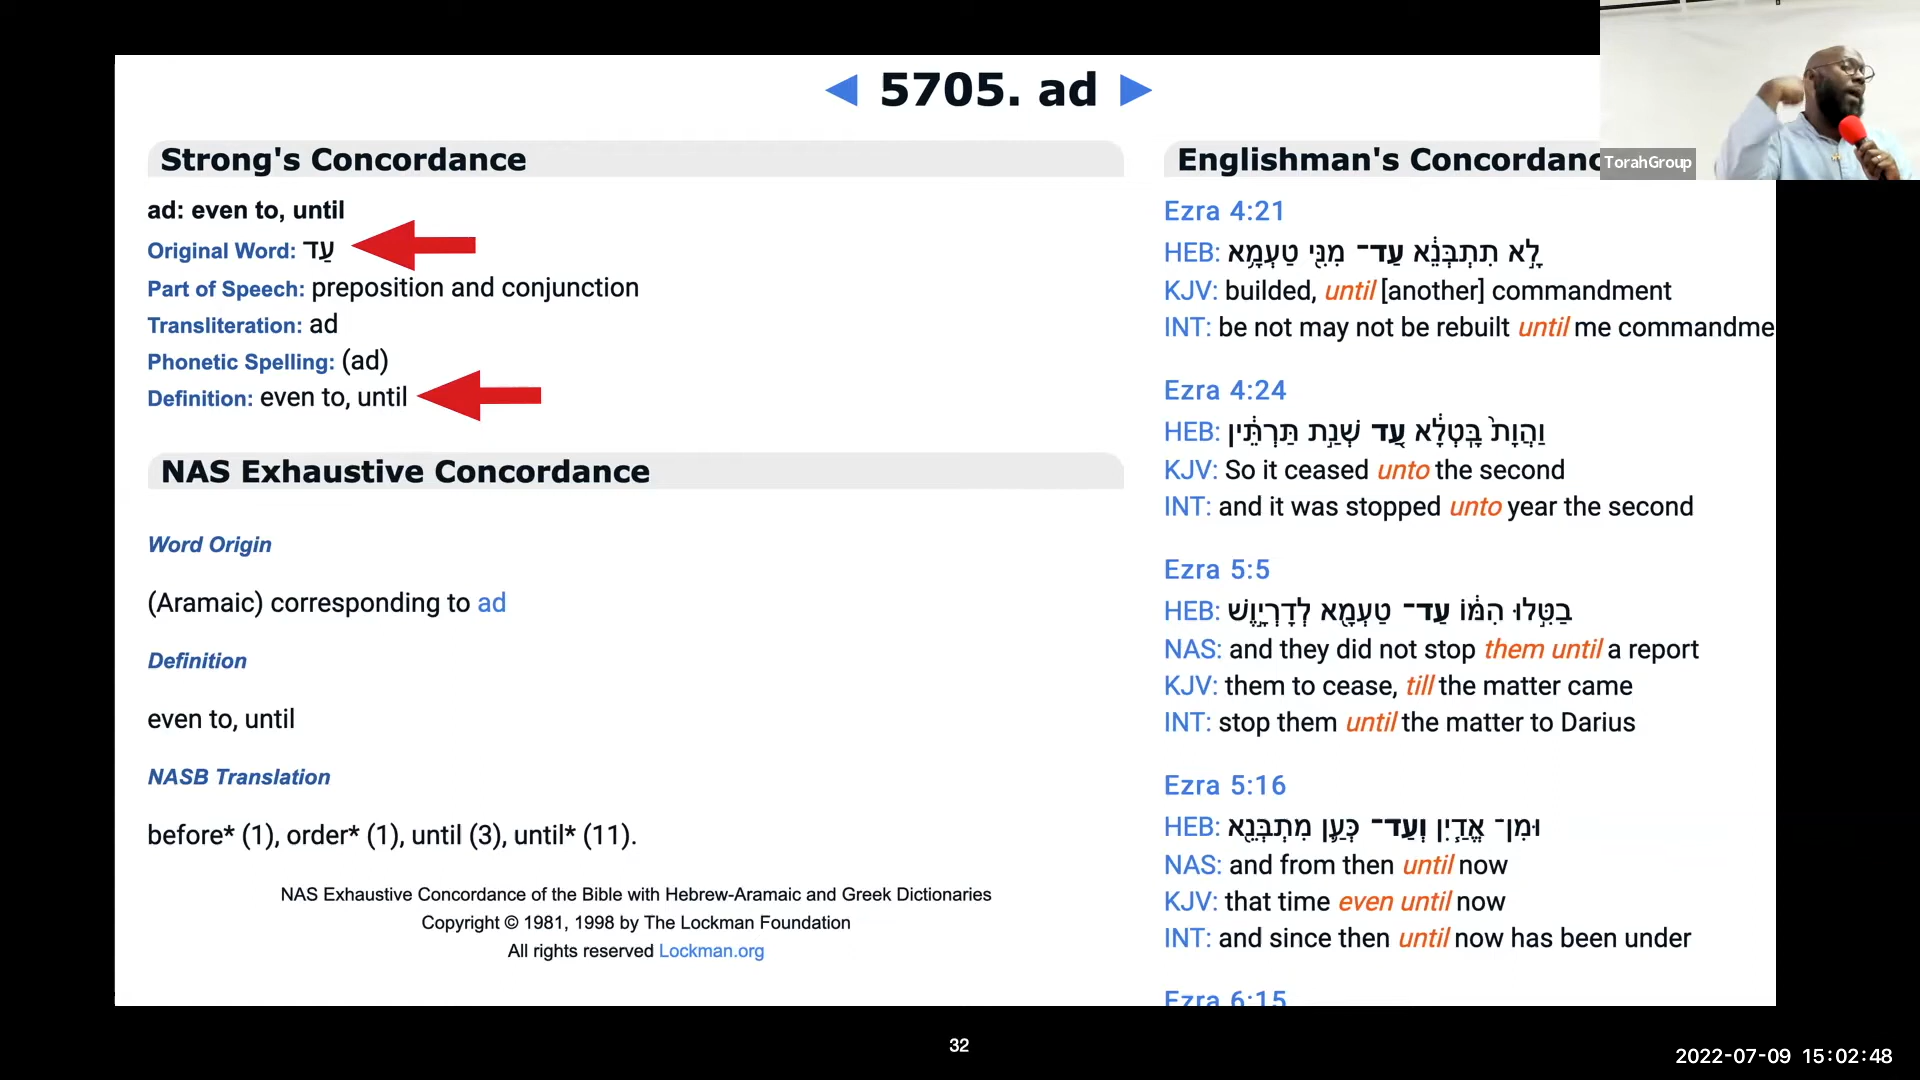 5705. ad
Strong's Concordance
ad: even to, until
Original Word: עַד
Part of Speech: preposition and conjunction
Transliteration: ad
Phonetic Spelling: (ad)
Definition: even to, until
NAS Exhaustive Concordance
Word Origin
(Aramaic) corresponding to ad
Definition
even to, until
NASB Translation
before* (1), order* (1), until (3), until* (11).
NAS Exhaustive Concordance of the Bible with Hebrew-Aramaic and Greek Dictionaries
Copyright © 1981, 1998 by The Lockman Foundation
All rights reserved Lockman.org
Englishman's Concordanc
Ezra 4:21
HEB: לָ֣א תִתְבְּנֵ֔א עַד־ מִנִּ֖י טַעְמָ֥א
KJV: builded, until [another] commandment
INT: be not may not be rebuilt until me commandme
Ezra 4:24
HEB: וַהֲוָת֙ בָּֽטְלָ֔א עַ֚ד שְׁנַ֣ת תַּרְתֵּ֔ין
KJV: So it ceased unto the second
INT: and it was stopped unto year the second
Ezra 5:5
HEB: בַטִּ֣לוּ הִמּ֔וֹ עַד־ טַעְמָ֖א לְדָרְיָ֣וֶשׁ
NAS: and they did not stop them until a report
KJV: them to cease, till the matter came
INT: stop them until the matter to Darius
Ezra 5:16
HEB: וּמִן־ אֱדַ֧יִן וְעַד־ כְּעַ֛ן מִתְבְּנֵ֖א
NAS: and from then until now
KJV: that time even until now
INT: and since then until now has been under
Ezra 6:15
TorahGroup
32
2022-07-09 15:02:48